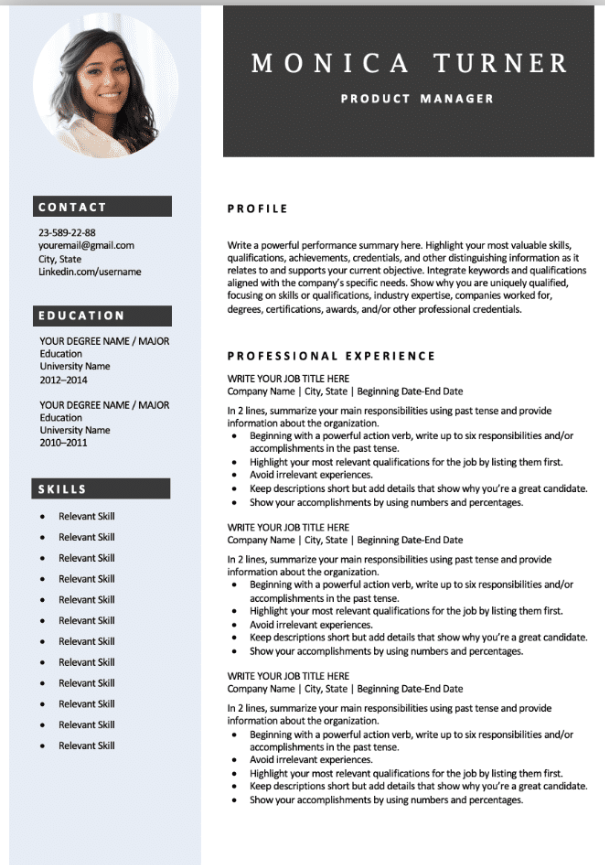 MONICA TURNER
PRODUCT MANAGER
CONTACT
23-589-22-88
youremail@gmail.com
City, State
Linkedin.com/username
EDUCATION
YOUR DEGREE NAME / MAJOR
Education
University Name
2012–2014
YOUR DEGREE NAME / MAJOR
Education
University Name
2010–2011
SKILLS
• Relevant Skill
• Relevant Skill
• Relevant Skill
• Relevant Skill
• Relevant Skill
• Relevant Skill
• Relevant Skill
• Relevant Skill
• Relevant Skill
• Relevant Skill
• Relevant Skill
• Relevant Skill
PROFILE
Write a powerful performance summary here. Highlight your most valuable skills,
qualifications, achievements, credentials, and other distinguishing information as it
relates to and supports your current objective. Integrate keywords and qualifications
aligned with the company's specific needs. Show why you are uniquely qualified,
focusing on skills or qualifications, industry expertise, companies worked for,
degrees, certifications, awards, and/or other professional credentials.
PROFESSIONAL EXPERIENCE
WRITE YOUR JOB TITLE HERE
Company Name | City, State | Beginning Date-End Date
In 2 lines, summarize your main responsibilities using past tense and provide
information about the organization.
• Beginning with a powerful action verb, write up to six responsibilities and/or
accomplishments in the past tense.
• Highlight your most relevant qualifications for the job by listing them first.
• Avoid irrelevant experiences.
• Keep descriptions short but add details that show why you're a great candidate.
• Show your accomplishments by using numbers and percentages.
WRITE YOUR JOB TITLE HERE
Company Name | City, State | Beginning Date-End Date
In 2 lines, summarize your main responsibilities using past tense and provide
information about the organization.
• Beginning with a powerful action verb, write up to six responsibilities and/or
accomplishments in the past tense.
• Highlight your most relevant qualifications for the job by listing them first.
• Avoid irrelevant experiences.
• Keep descriptions short but add details that show why you're a great candidate.
• Show your accomplishments by using numbers and percentages.
WRITE YOUR JOB TITLE HERE
Company Name | City, State | Beginning Date-End Date
In 2 lines, summarize your main responsibilities using past tense and provide
information about the organization.
• Beginning with a powerful action verb, write up to six responsibilities and/or
accomplishments in the past tense.
• Avoid irrelevant experiences.
• Highlight your most relevant qualifications for the job by listing them first.
• Keep descriptions short but add details that show why you're a great candidate.
• Show your accomplishments by using numbers and percentages.